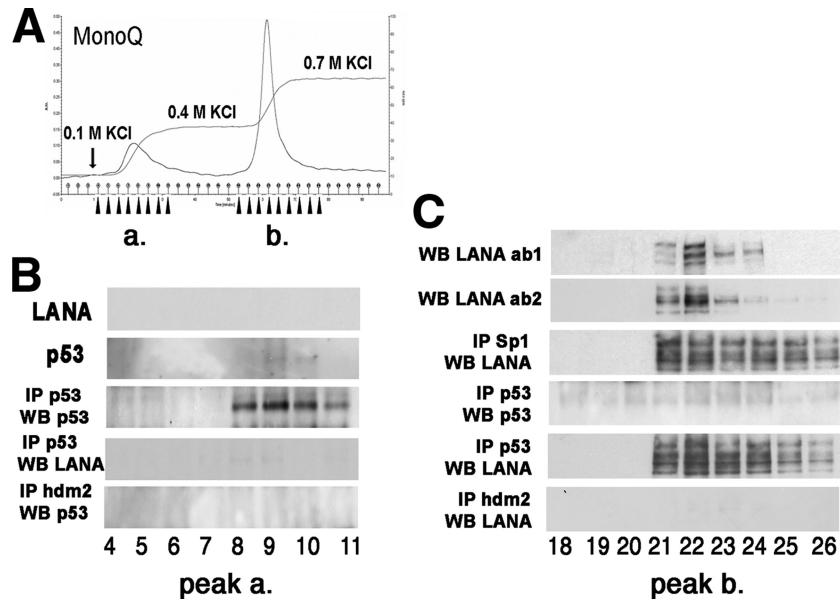 A
MonoQ
0.7 M KCl
0.4 M KCl
0.1 M KCl
a.
b.
B
LANA
p53
IP p53
WB p53
IP p53
WB LANA
IP hdm2
WB p53
4 5 6 7 8 9 10 11
peak a.
C
WB LANA ab1
WB LANA ab2
IP Sp1
WB LANA
IP p53
WB p53
IP p53
WB LANA
IP hdm2
WB LANA
18 19 20 21 22 23 24 25 26
peak b.